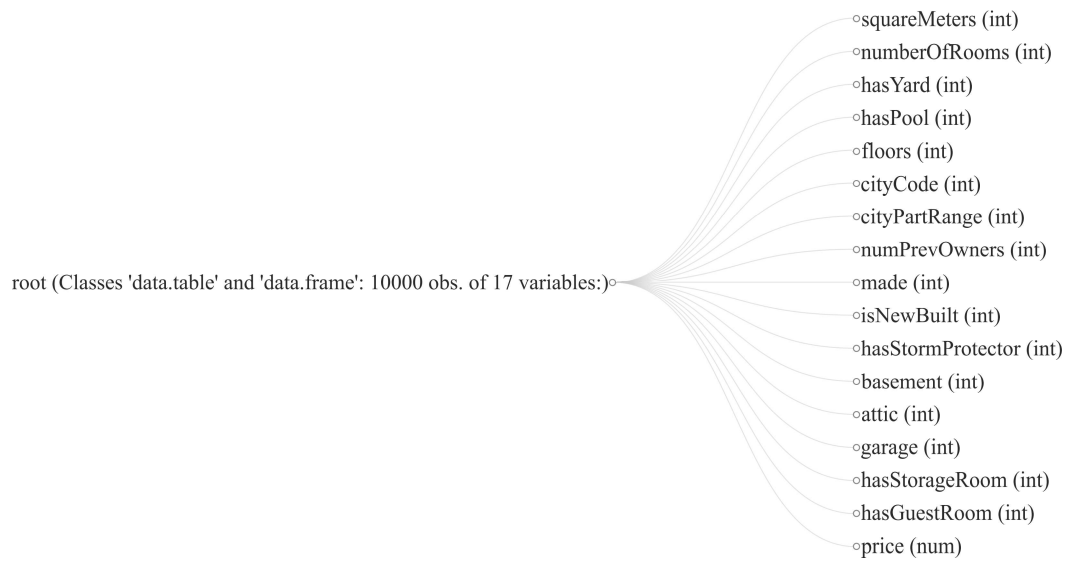 squareMeters (int)
numberOfRooms (int)
hasYard (int)
hasPool (int)
floors (int)
cityCode (int)
cityPartRange (int)
numPrevOwners (int)
root (Classes 'data.table' and 'data.frame': 10000 obs. of 17 variables:)
made (int)
isNewBuilt (int)
hasStormProtector (int)
basement (int)
attic (int)
garage (int)
hasStorageRoom (int)
hasGuestRoom (int)
price (num)